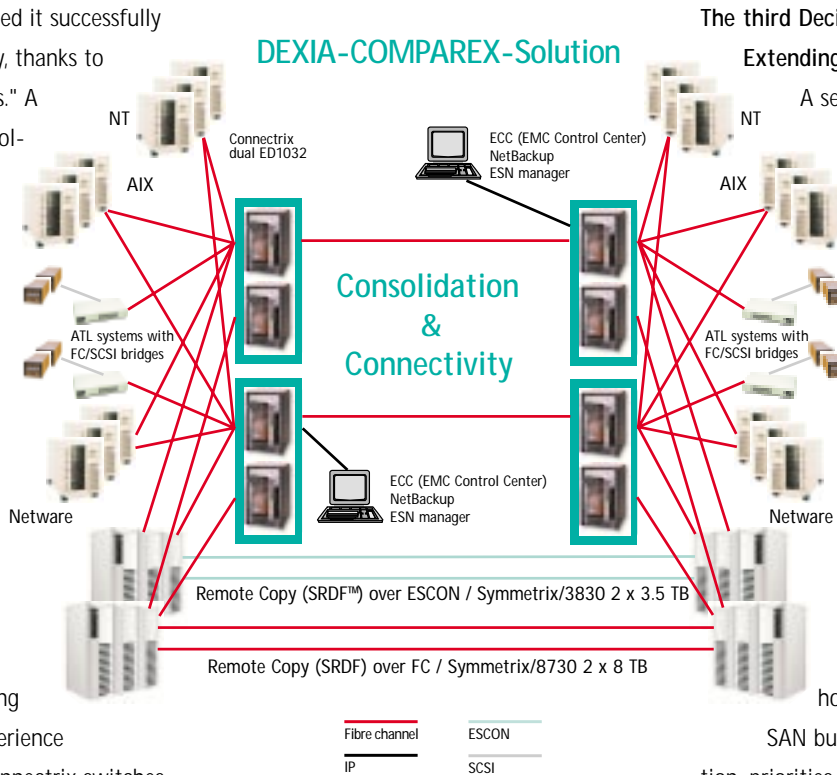 ed it successfully
y, thanks to
s." A
ol-
DEXIA-COMPAREX-Solution
The third Deci
Extending
A se
NT
Connectrix
dual ED1032
ECC (EMC Control Center)
NetBackup
ESN manager
NT
AIX
AIX
Consolidation
&
Connectivity
ATL systems with
FC/SCSI bridges
ATL systems with
FC/SCSI bridges
ECC (EMC Control Center)
NetBackup
ESN manager
Netware
Netware
Remote Copy (SRDF™) over ESCON / Symmetrix/3830 2 x 3.5 TB
Remote Copy (SRDF) over FC / Symmetrix/8730 2 x 8 TB
ng
erience
nnectrix switches
ho
SAN bu
tion, priorities
Fibre channel
ESCON
IP
SCSI